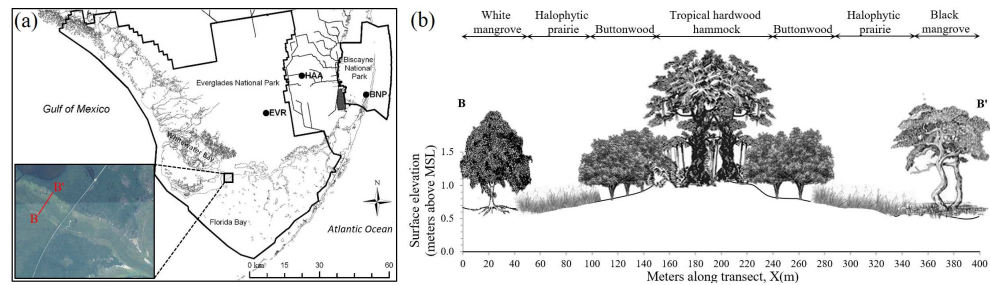 (a)
Everglades National Park
HAA
Biscayne
National
Park
BNP
EVR
Gulf of Mexico
Whitewater Bay
B'
B
N
Florida Bay
Atlantic Ocean
0 km 15 30 45 60
(b)
White
mangrove
Halophytic
prairie
Buttonwood
Tropical hardwood
hammock
Buttonwood
Halophytic
prairie
Black
mangrove
B
B'
Surface elevation
(meters above MSL)
1.5
1.0
0.5
0.0
0 20 40 60 80 100 120 140 160 180 200 220 240 260 280 300 320 340 360 380 400
Meters along transect, X(m)